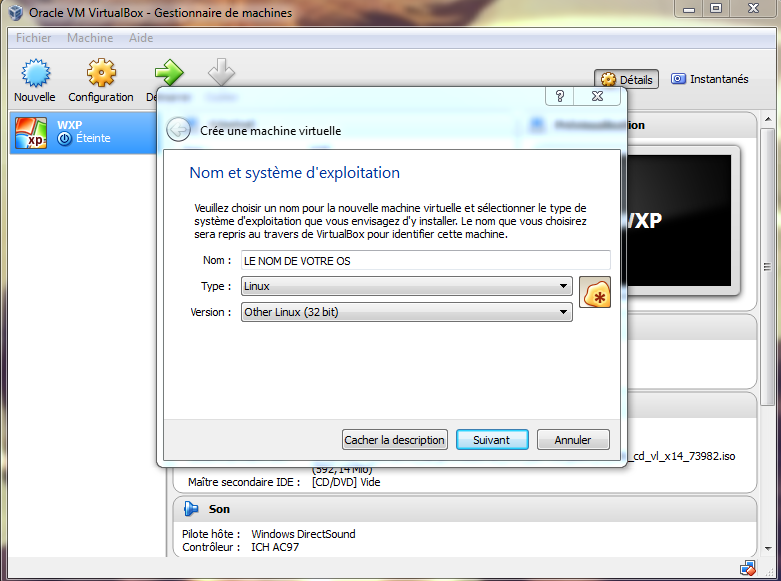 Oracle VM VirtualBox - Gestionnaire de machines
Fichier Machine Aide
Nouvelle Configuration Détails Instantanés
WXP
Éteinte
xp
Crée une machine virtuelle
Nom et système d'exploitation
Veuillez choisir un nom pour la nouvelle machine virtuelle et sélectionner le type de
système d'exploitation que vous envisagez d'y installer. Le nom que vous choisirez
sera repris au travers de VirtualBox pour identifier cette machine.
Nom : LE NOM DE VOTRE OS
Type : Linux
Version : Other Linux (32 bit)
Cacher la description Suivant Annuler
WXP
_cd_vl_x14_73982.iso
(592,14 Mio)
Maître secondaire IDE : [CD/DVD] Vide
Son
Pilote hôte : Windows DirectSound
Contrôleur : ICH AC97